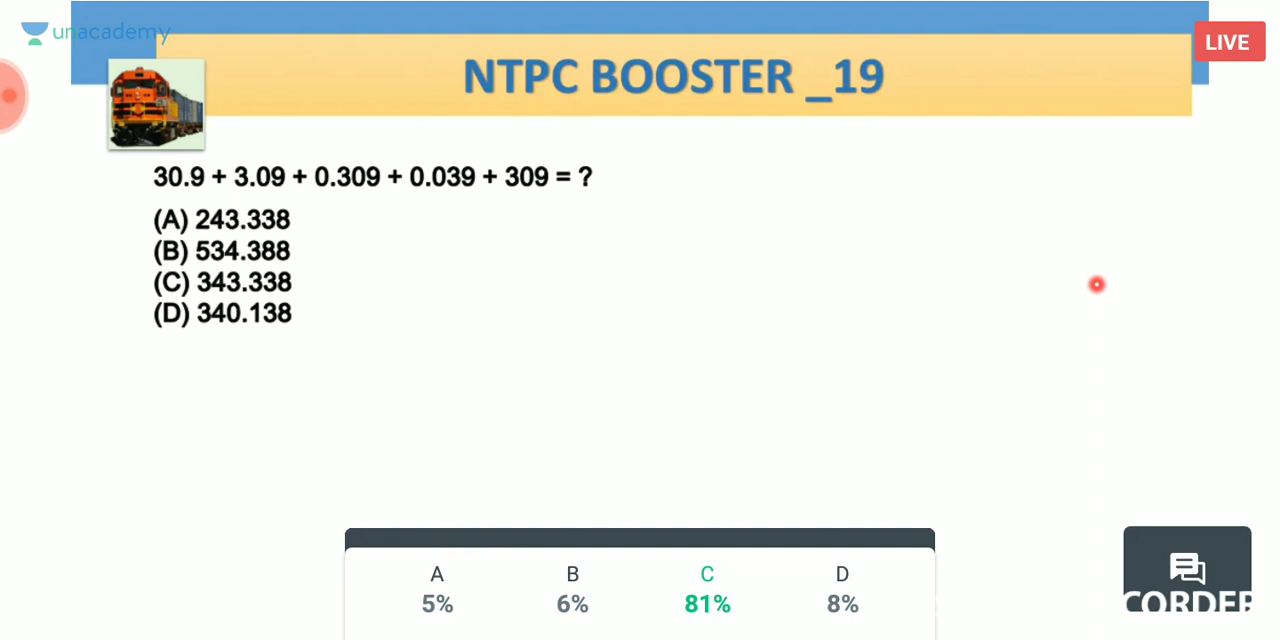 unacademy
LIVE
NTPC BOOSTER _19
30.9 + 3.09 + 0.309 + 0.039 + 309 = ?
(A) 243.338
(B) 534.388
(C) 343.338
(D) 340.138
A B C D
5% 6% 81% 8%
CORDER